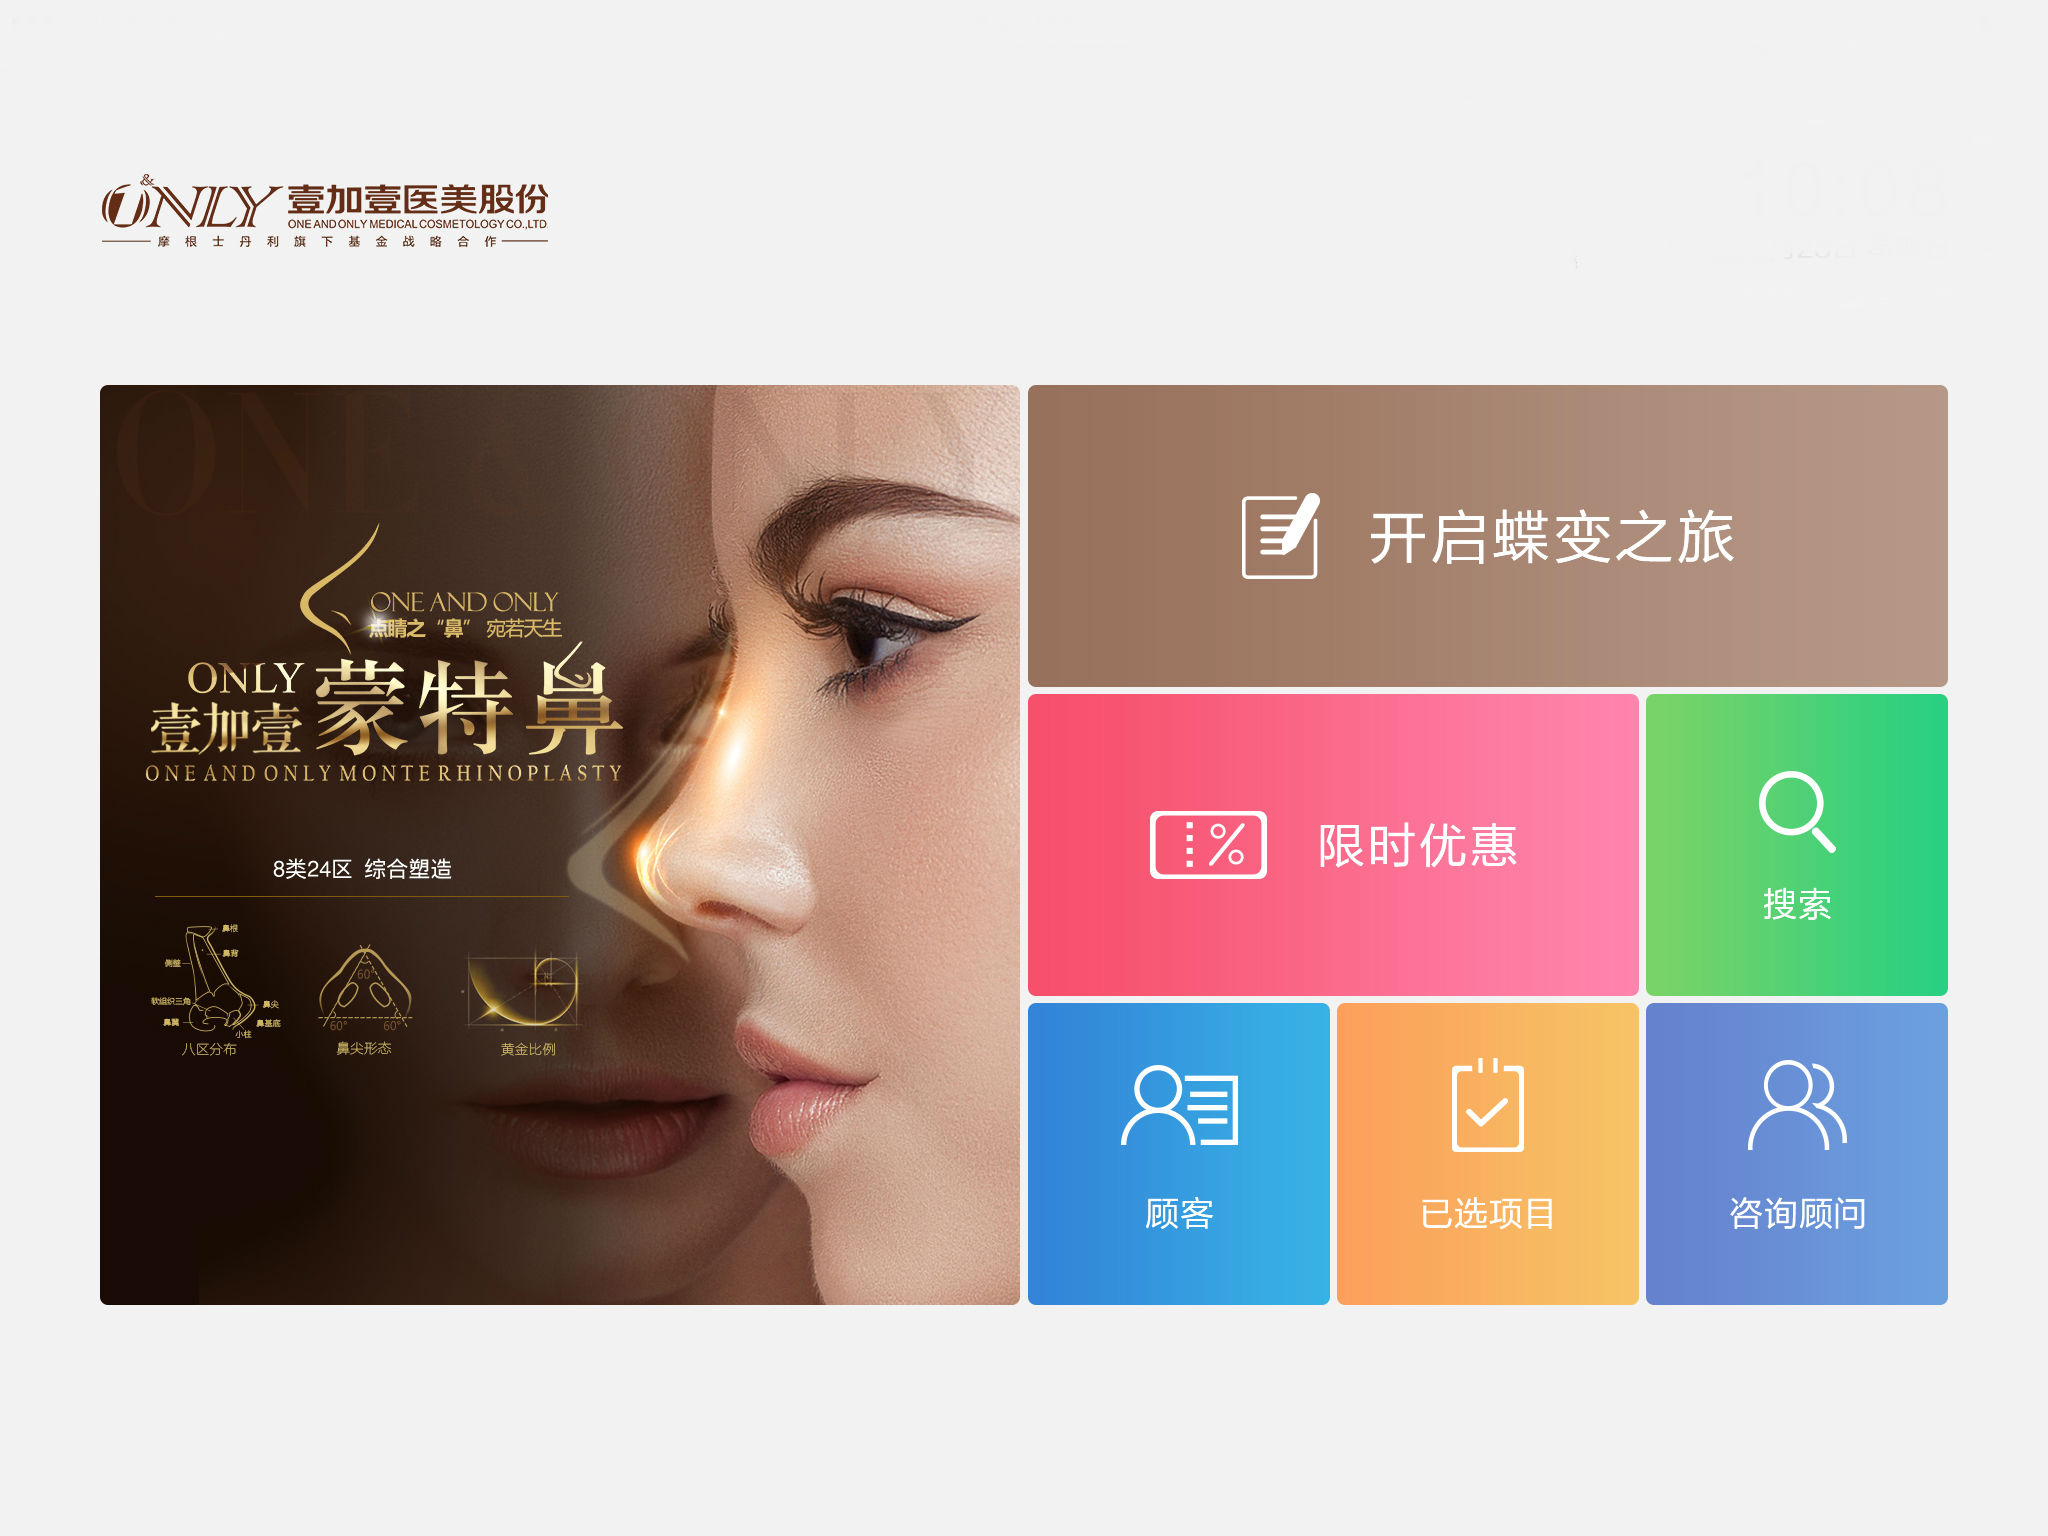 O&NLY 壹加壹医美股份
ONE AND ONLY MEDICAL COSMETOLOGY CO.,LTD.
摩根士丹利旗下基金战略合作
10:08
ONE &
ONE AND ONLY
点睛之“鼻” 宛若天生
ONLY
壹加壹 蒙特鼻
ONE AND ONLY MONTE RHINOPLASTY
8类24区 综合塑造
鼻根
鼻背
侧壁
软组织三角
鼻尖
鼻翼
鼻基底
小柱
八区分布
60°
60° 60°
鼻尖形态
黄金比例
开启蝶变之旅
限时优惠
搜索
顾客
已选项目
咨询顾问